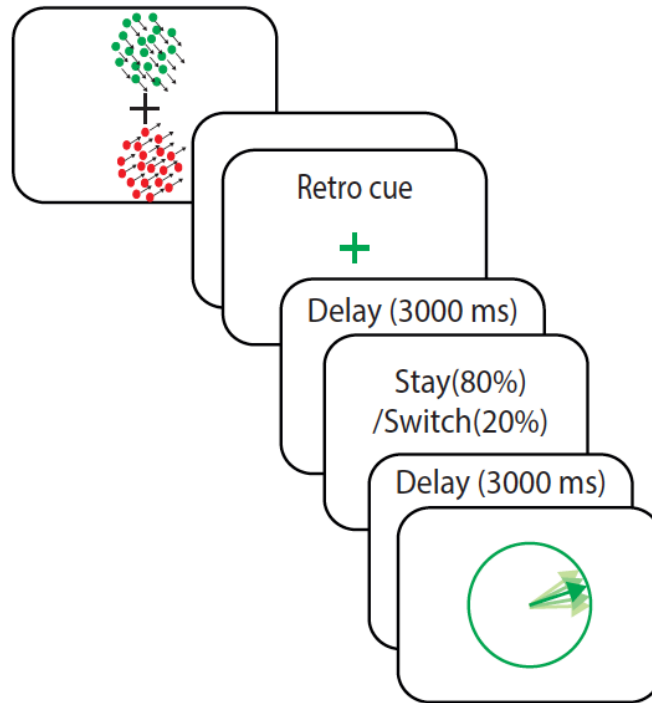 Retro cue
Delay (3000 ms)
Stay(80%)
/Switch(20%)
Delay (3000 ms)